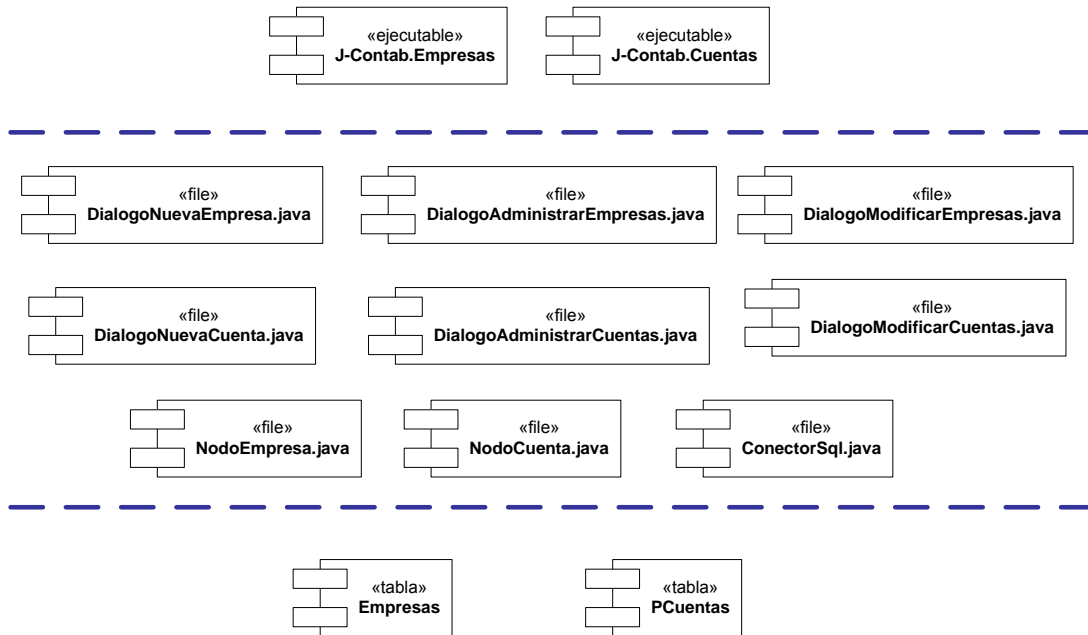 «ejecutable»
J-Contab.Empresas
«ejecutable»
J-Contab.Cuentas
«file»
DialogoNuevaEmpresa.java
«file»
DialogoAdministrarEmpresas.java
«file»
DialogoModificarEmpresas.java
«file»
DialogoNuevaCuenta.java
«file»
DialogoAdministrarCuentas.java
«file»
DialogoModificarCuentas.java
«file»
NodoEmpresa.java
«file»
NodoCuenta.java
«file»
ConectorSql.java
«tabla»
Empresas
«tabla»
PCuentas